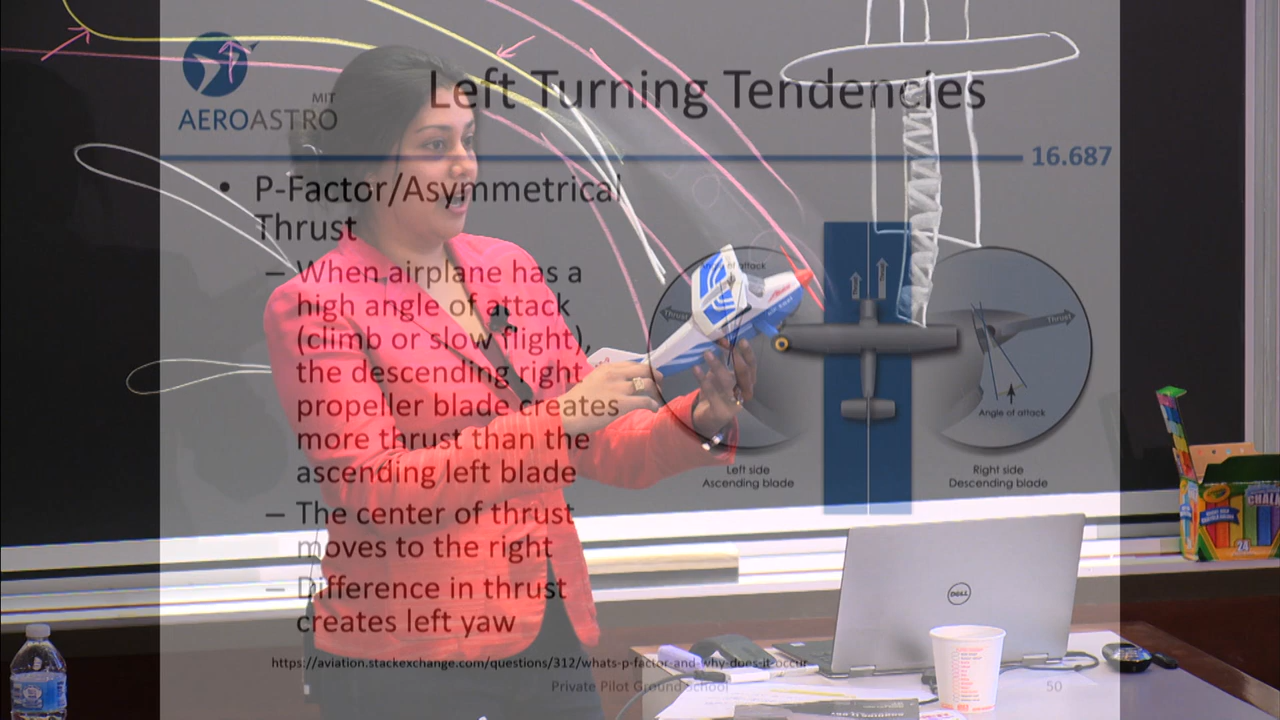 Left Turning Tendencies
MIT
AEROASTRO
16.687
• P-Factor/Asymmetrical
Thrust
– When airplane has a
high angle of attack
(climb or slow flight),
the descending right
propeller blade creates
more thrust than the
ascending left blade
– The center of thrust
moves to the right
– Difference in thrust
creates left yaw
of attack
Thrust
Thrust
Angle of attack
Left side
Ascending blade
Right side
Descending blade
https://aviation.stackexchange.com/questions/312/whats-p-factor-and-why-does-it-occur
Private Pilot Ground School
50
DELL
Crayola
CHALK
24